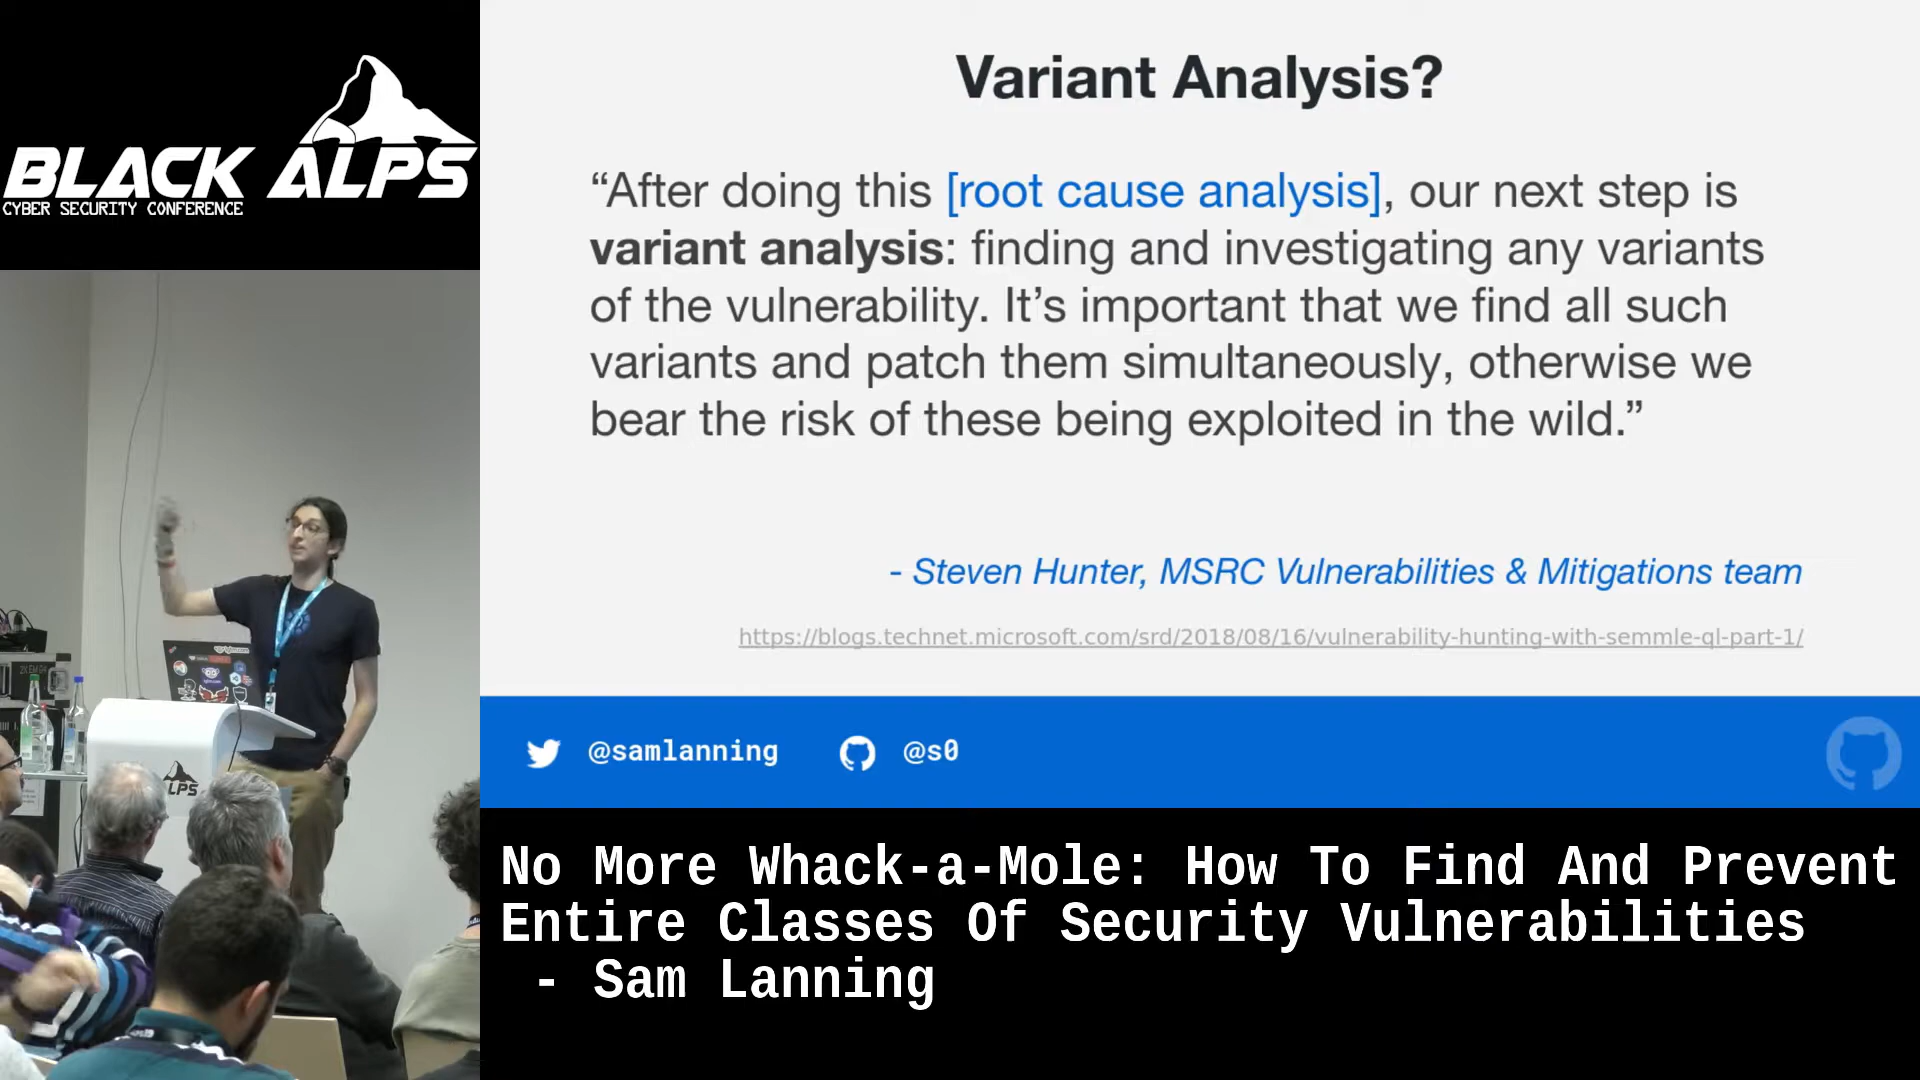 BLACK ALPS
CYBER SECURITY CONFERENCE
Variant Analysis?
“After doing this [root cause analysis], our next step is
variant analysis: finding and investigating any variants
of the vulnerability. It’s important that we find all such
variants and patch them simultaneously, otherwise we
bear the risk of these being exploited in the wild.”
- Steven Hunter, MSRC Vulnerabilities & Mitigations team
https://blogs.technet.microsoft.com/srd/2018/08/16/vulnerability-hunting-with-semmle-ql-part-1/
@samlanning
@s0
ALPS
No More Whack-a-Mole: How To Find And Prevent
Entire Classes Of Security Vulnerabilities
- Sam Lanning